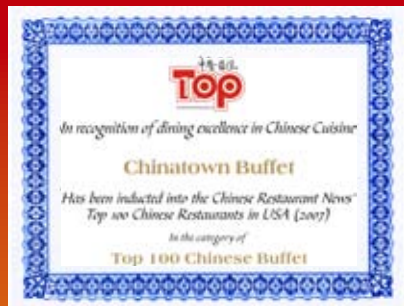 Top
In recognition of dining excellence in Chinese Cuisine
Chinatown Buffet
Has been inducted into the Chinese Restaurant News'
Top 100 Chinese Restaurants in USA (2007)
In the category of
Top 100 Chinese Buffet